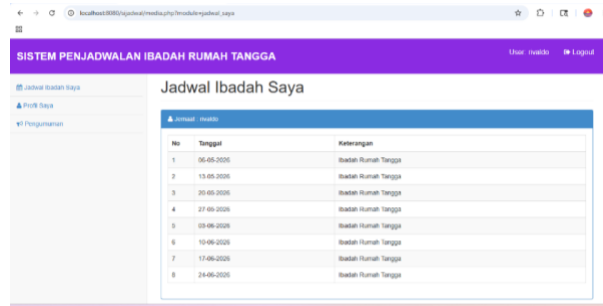 localhost:8080/sijadwal/media.php?module=jadwal_saya
SISTEM PENJADWALAN IBADAH RUMAH TANGGA
User: rivaldo Logout
Jadwal Ibadah Saya
Profil Saya
Pengumuman
Jadwal Ibadah Saya
Jemaat : rivaldo
No Tanggal Keterangan
1 06-05-2026 Ibadah Rumah Tangga
2 13-05-2026 Ibadah Rumah Tangga
3 20-05-2026 Ibadah Rumah Tangga
4 27-05-2026 Ibadah Rumah Tangga
5 03-06-2026 Ibadah Rumah Tangga
6 10-06-2026 Ibadah Rumah Tangga
7 17-06-2026 Ibadah Rumah Tangga
8 24-06-2026 Ibadah Rumah Tangga